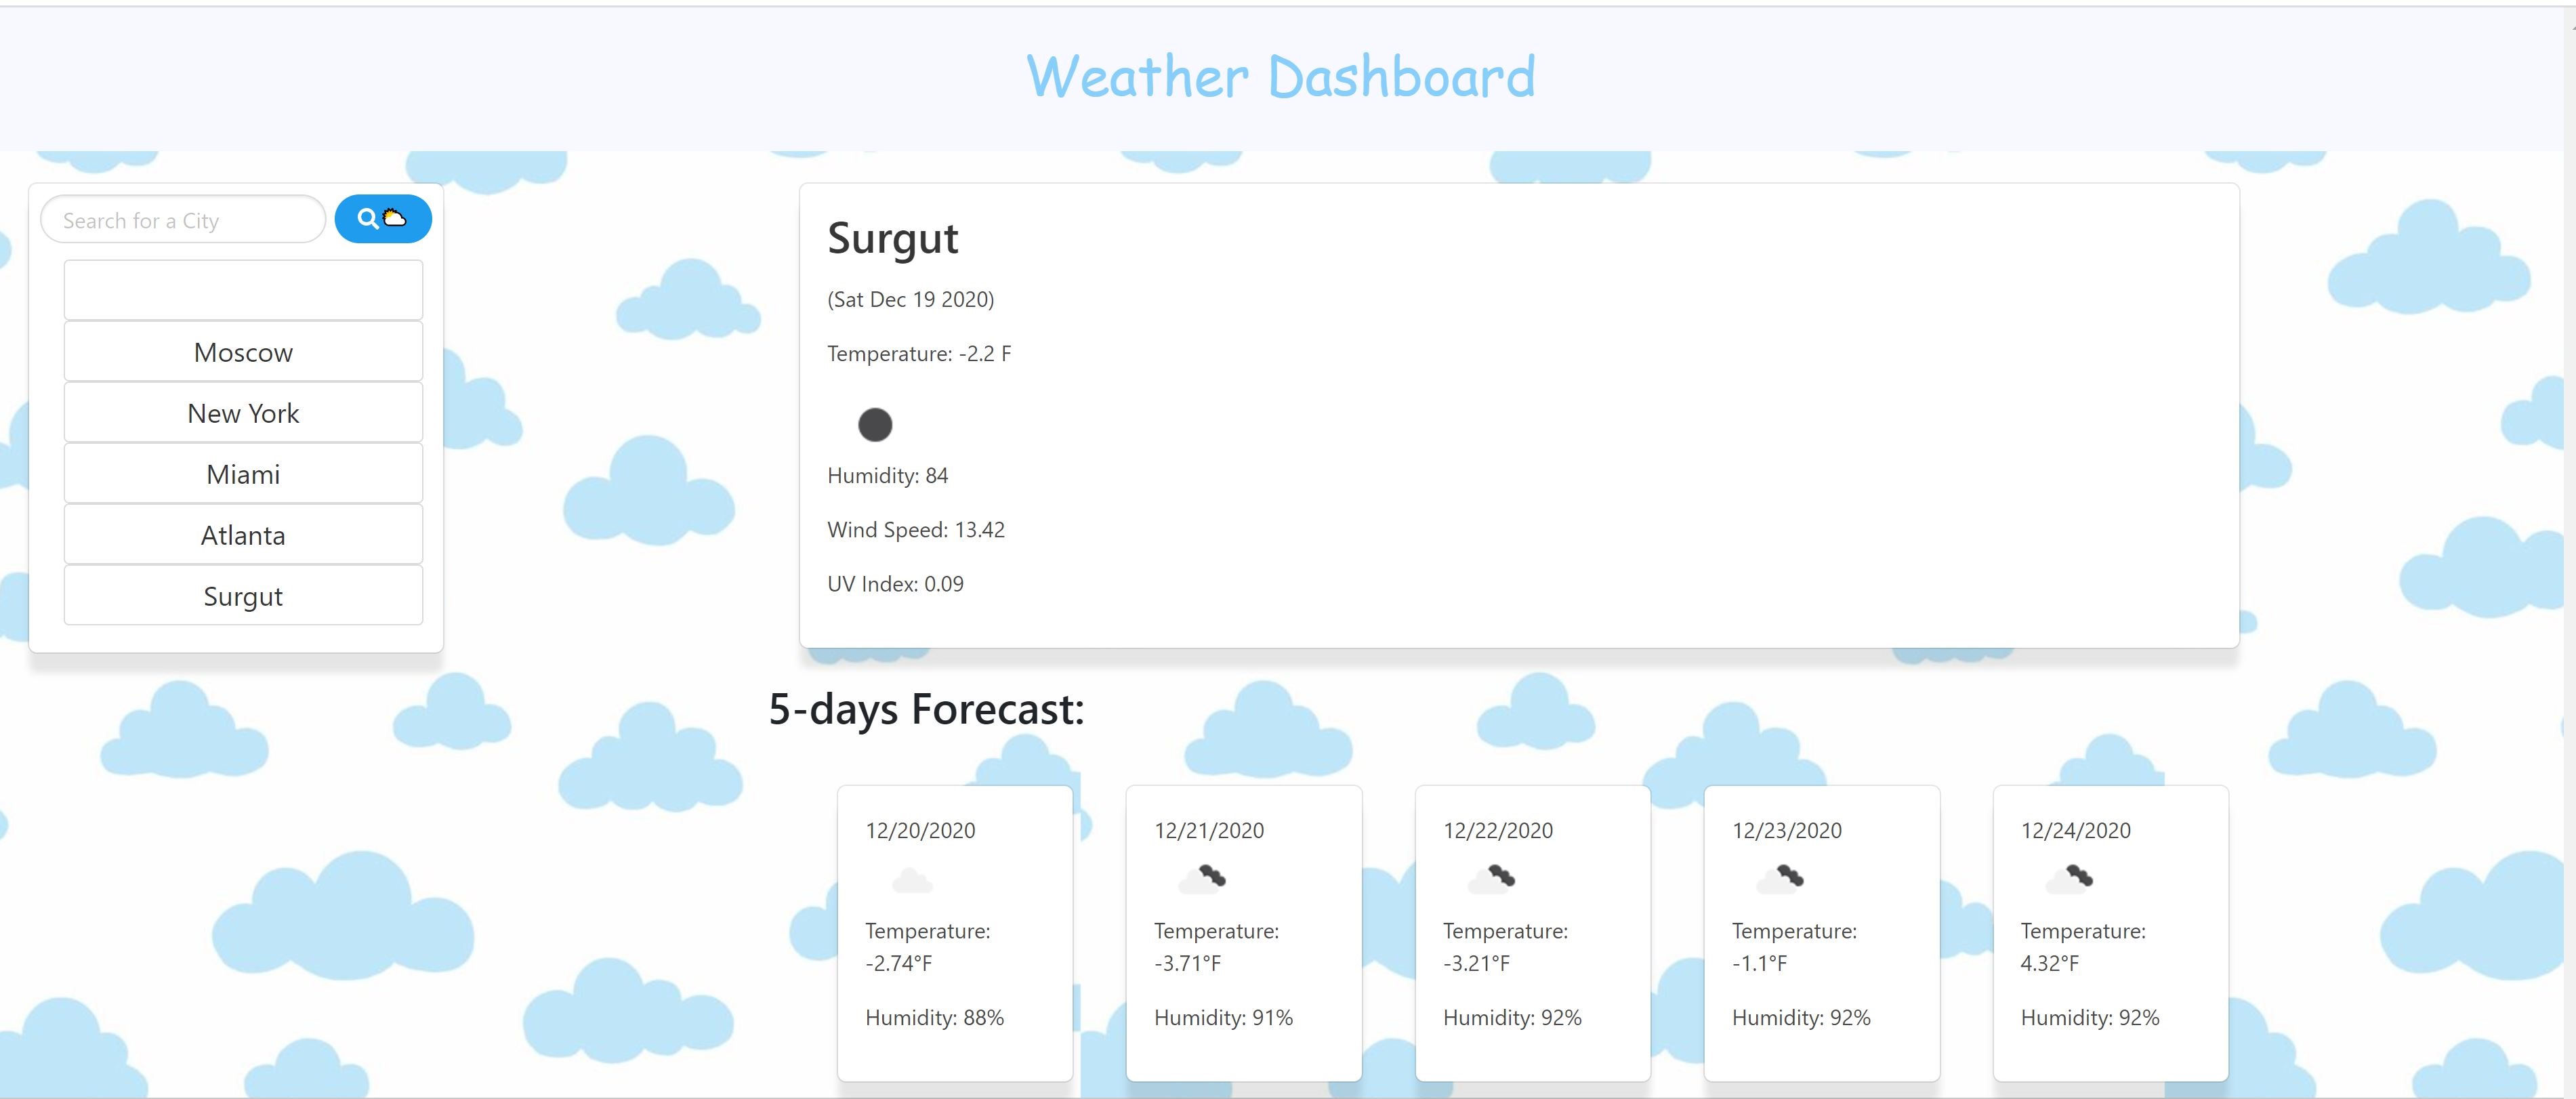 Weather Dashboard
Search for a City
Moscow
New York
Miami
Atlanta
Surgut
Surgut
(Sat Dec 19 2020)
Temperature: -2.2 F
Humidity: 84
Wind Speed: 13.42
UV Index: 0.09
5-days Forecast:
12/20/2020
Temperature:
-2.74°F
Humidity: 88%
12/21/2020
Temperature:
-3.71°F
Humidity: 91%
12/22/2020
Temperature:
-3.21°F
Humidity: 92%
12/23/2020
Temperature:
-1.1°F
Humidity: 92%
12/24/2020
Temperature:
4.32°F
Humidity: 92%